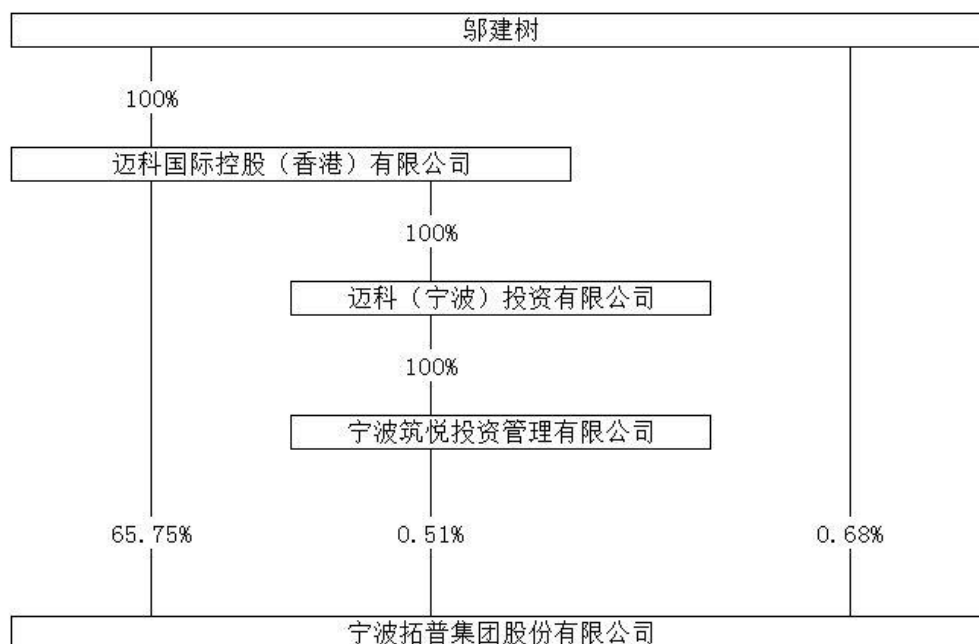 邬建树
100%
迈科国际控股（香港）有限公司
100%
迈科（宁波）投资有限公司
100%
宁波筑悦投资管理有限公司
65.75%
0.51%
0.68%
宁波拓普集团股份有限公司